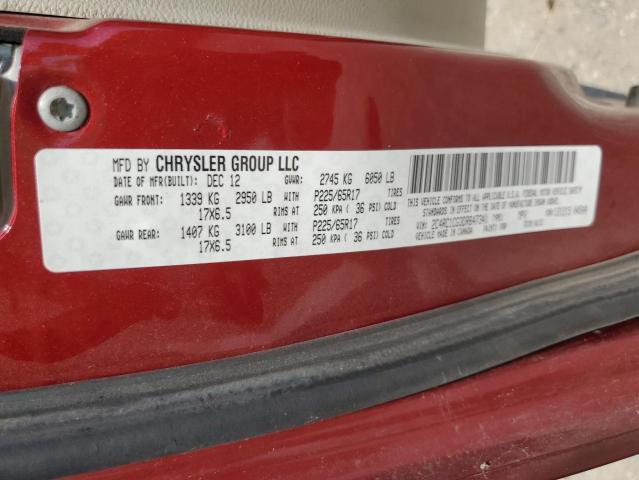 MFD BY CHRYSLER GROUP LLC
DATE OF MFR(BUILT): DEC 12 GVWR: 2745 KG 6050 LB
GAWR FRONT: 1339 KG 2950 LB WITH P225/65R17 TIRES
17X6.5 RIMS AT 250 KPA ( 36 PSI) COLD
GAWR REAR: 1407 KG 3100 LB WITH P225/65R17 TIRES
17X6.5 RIMS AT 250 KPA ( 36 PSI) COLD
THIS VEHICLE CONFORMS TO ALL APPLICABLE U.S.A. FEDERAL MOTOR VEHICLE SAFETY
STANDARDS IN EFFECT ON THE DATE OF MANUFACTURE SHOWN ABOVE.
VIN: TYPE: MPV
VEHICLE MADE IN CANADA PAINT: